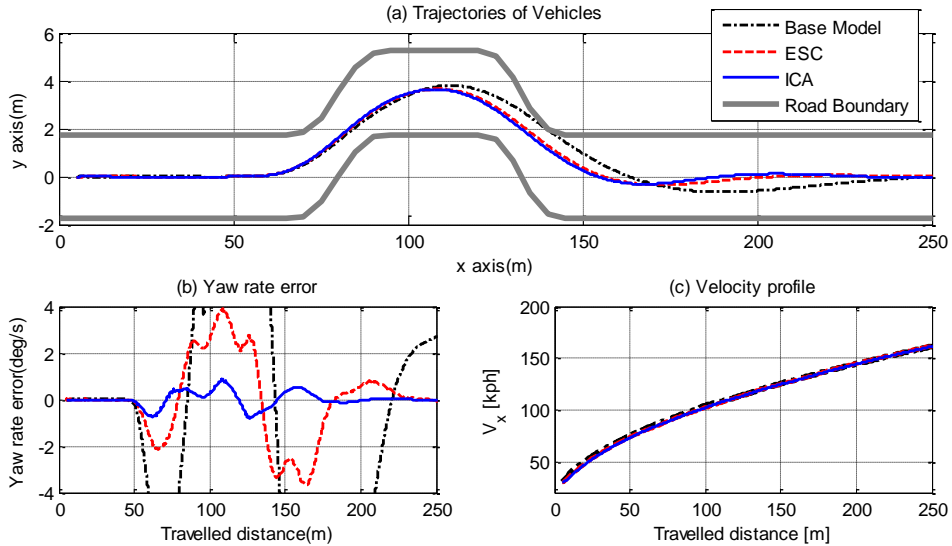 (a) Trajectories of Vehicles
6
4
2
0
-2
y axis(m)
0
50
100
150
200
250
x axis(m)
Base Model
ESC
ICA
Road Boundary
(b) Yaw rate error
4
2
0
-2
-4
Yaw rate error(deg/s)
0
50
100
150
200
250
Travelled distance(m)
(c) Velocity profile
200
150
100
50
Vx [kph]
0
50
100
150
200
250
Travelled distance [m]